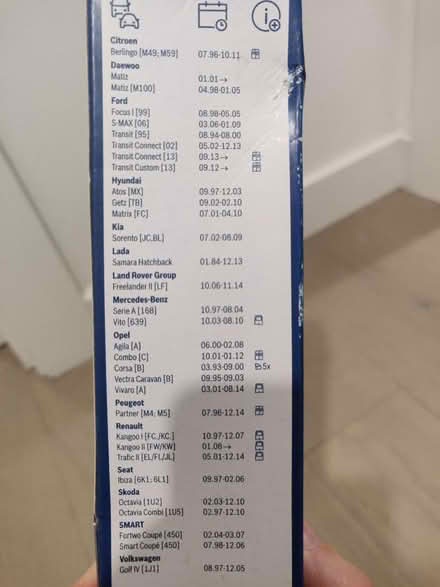 Citroen
Berlingo [M49; M59] 07.96-10.11
Daewoo
Matiz 01.01→
Matiz [M100] 04.98-01.05
Ford
Focus I [99] 08.98-05.05
S-MAX [06] 03.06-01.09
Transit [95] 08.94-08.00
Transit Connect [02] 05.02-12.13
Transit Connect [13] 09.13→
Transit Custom [13] 09.12→
Hyundai
Atos [MX] 09.97-12.03
Getz [TB] 09.02-02.10
Matrix [FC] 07.01-04.10
Kia
Sorento [JC,BL] 07.02-08.09
Lada
Samara Hatchback 01.84-12.13
Land Rover Group
Freelander II [LF] 10.06-11.14
Mercedes-Benz
Serie A [168] 10.97-08.04
Vito [639] 10.03-08.10
Opel
Agila [A] 06.00-02.08
Combo [C] 10.01-01.12
Corsa [B] 03.93-09.00 5x
Vectra Caravan [B] 09.95-09.03
Vivaro [A] 03.01-08.14
Peugeot
Partner [M4; M5] 07.96-12.14
Renault
Kangoo I [FC./KC.] 10.97-12.07
Kangoo II [FW/KW] 01.08→
Trafic II [EL/FL/JL] 05.01-12.14
Seat
Ibiza [6K1; 6L1] 09.97-02.06
Skoda
Octavia [1U2] 02.03-12.10
Octavia Combi [1U5] 02.97-12.10
SMART
Fortwo Coupé [450] 02.04-03.07
Smart Coupé [450] 07.98-12.06
Volkswagen
Golf IV [1J1] 08.97-12.05